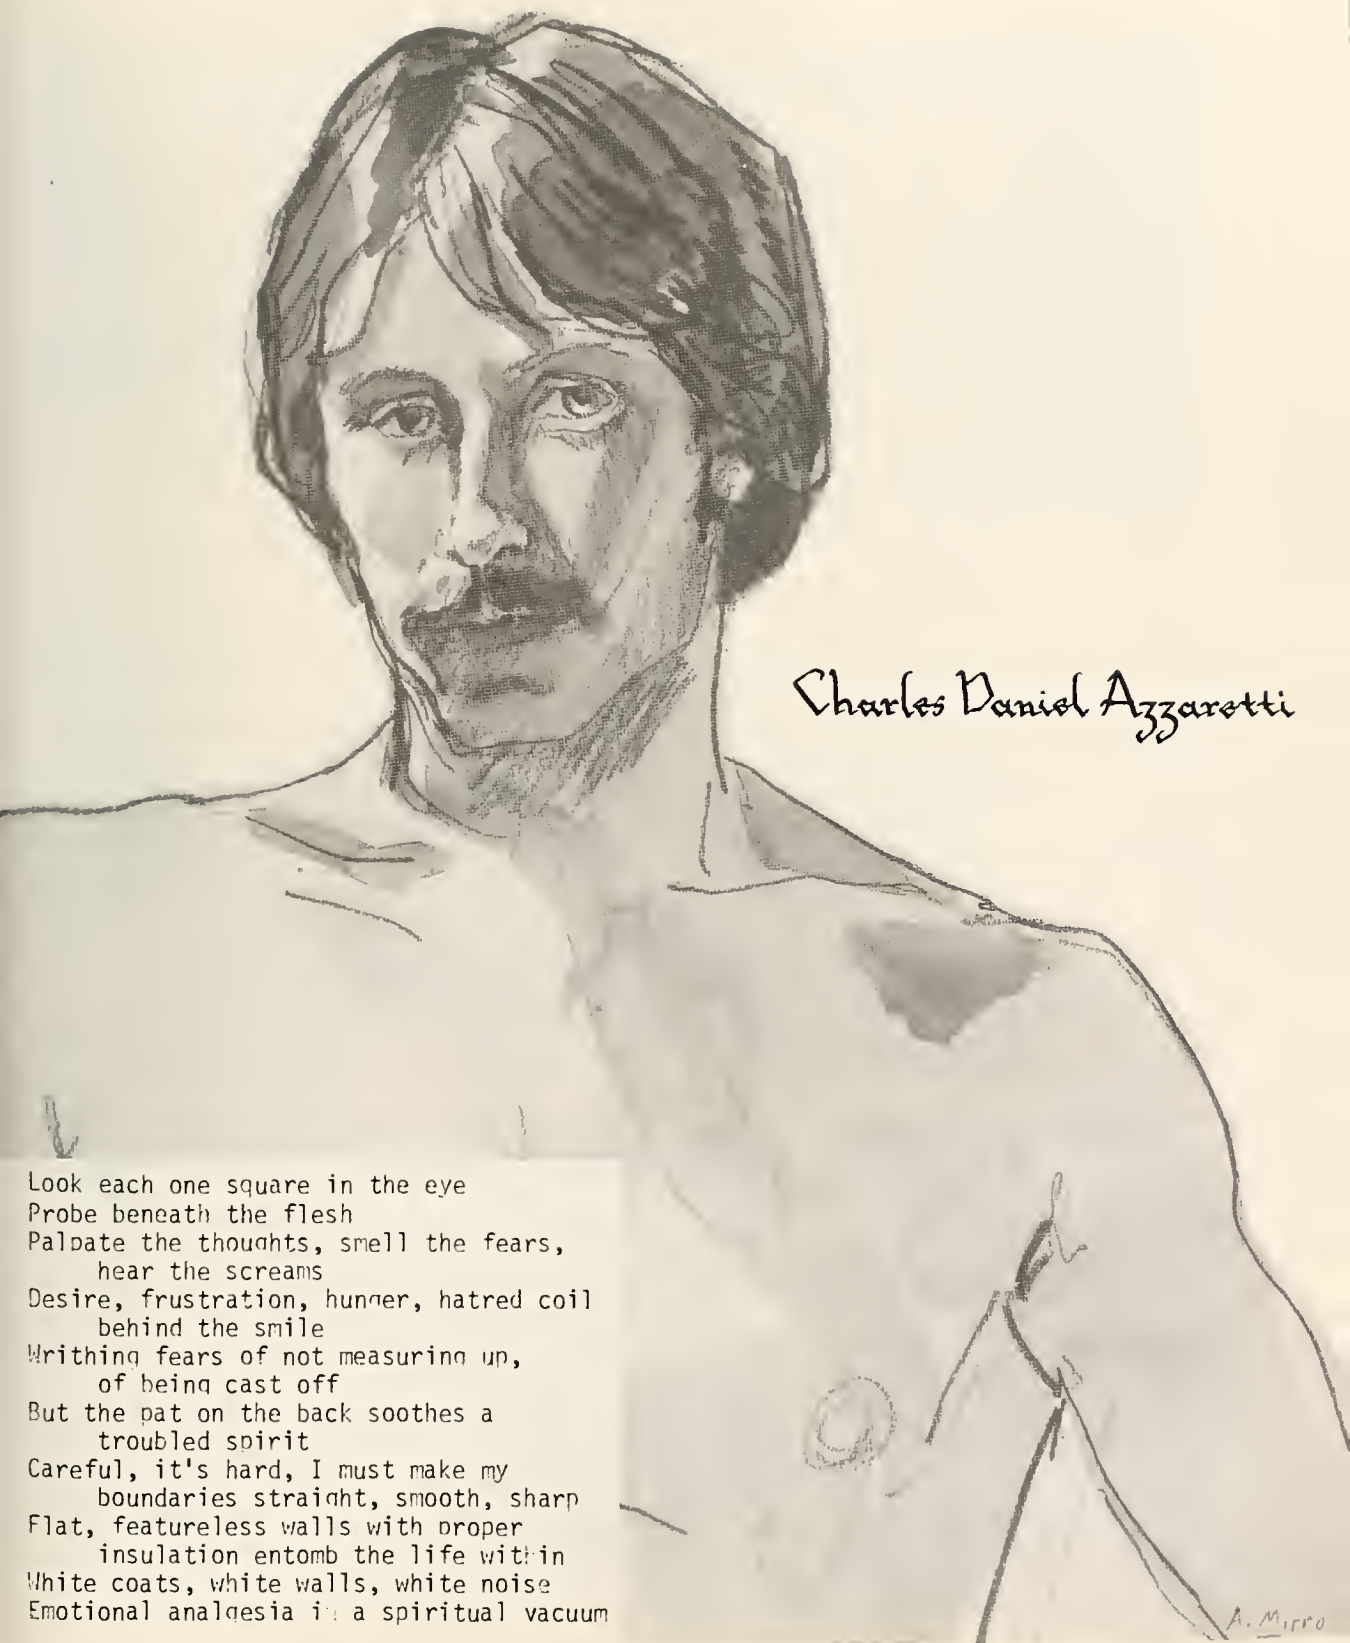 Charles Daniel Azzaretti
Look each one square in the eye
Probe beneath the flesh
Palpate the thoughts, smell the fears,
hear the screams
Desire, frustration, hunger, hatred coil
behind the smile
Writhing fears of not measuring up,
of being cast off
But the pat on the back soothes a
troubled spirit
Careful, it's hard, I must make my
boundaries straight, smooth, sharp
Flat, featureless walls with proper
insulation entomb the life within
White coats, white walls, white noise
Emotional analgesia in a spiritual vacuum
A. Mirro